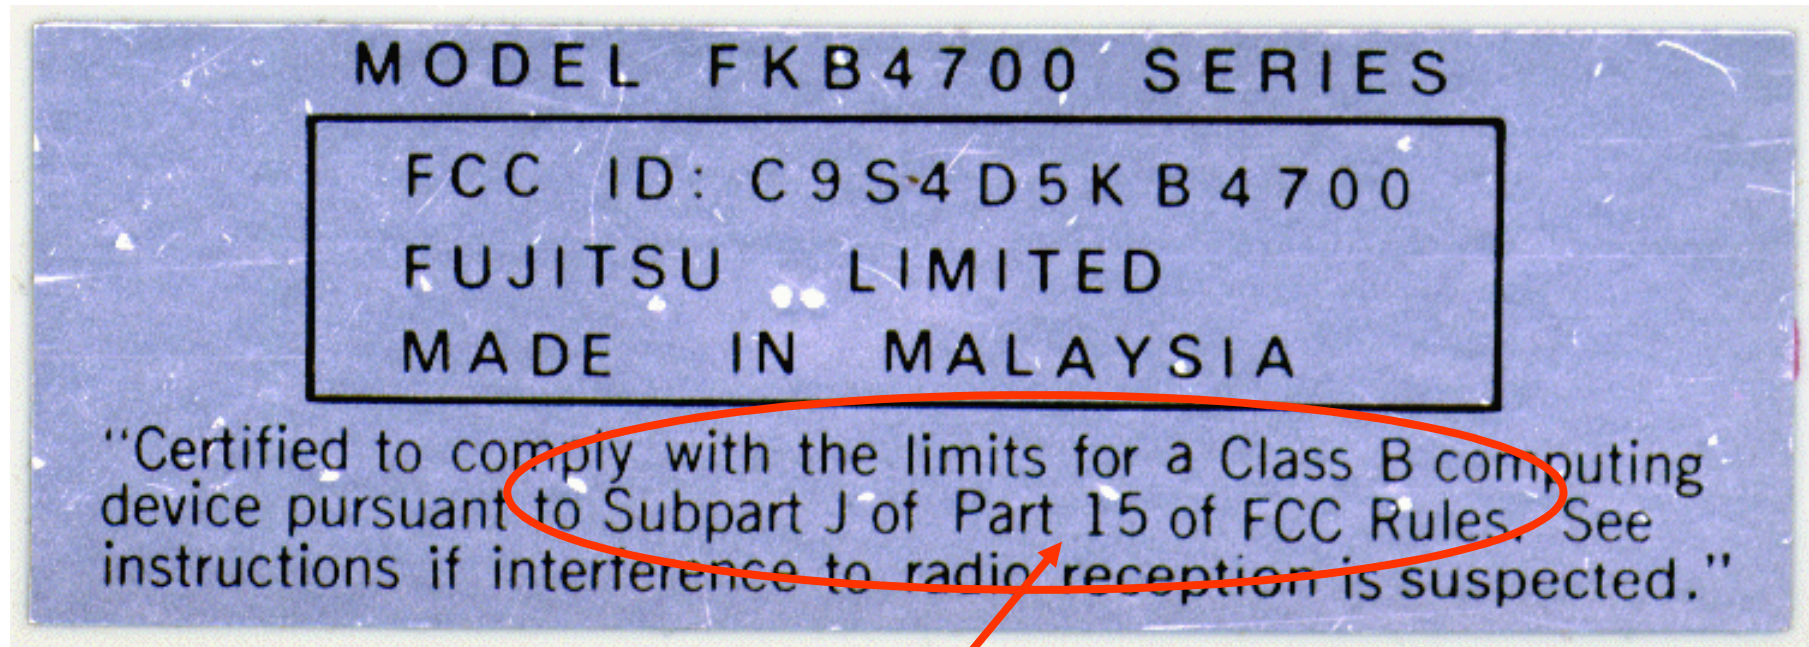 MODEL FKB4700 SERIES
FCC ID: C9S4D5KB4700
FUJITSU LIMITED
MADE IN MALAYSIA
“Certified to comply with the limits for a Class B computing
device pursuant to Subpart J of Part 15 of FCC Rules. See
instructions if interference to radio reception is suspected.”